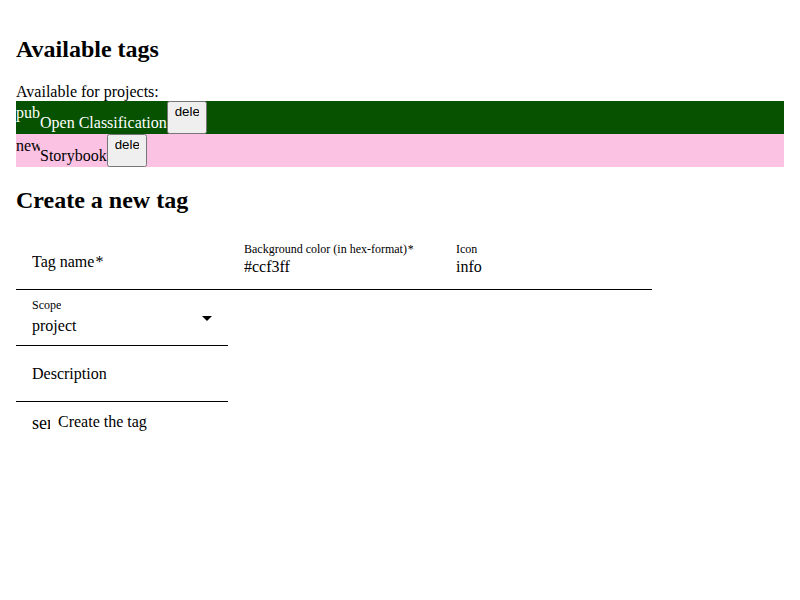 Available tags
Available for projects:
pub Open Classification dele
new Storybook dele
Create a new tag
Tag name* Background color (in hex-format)* #ccf3ff Icon info
Scope
project
Description
ser Create the tag